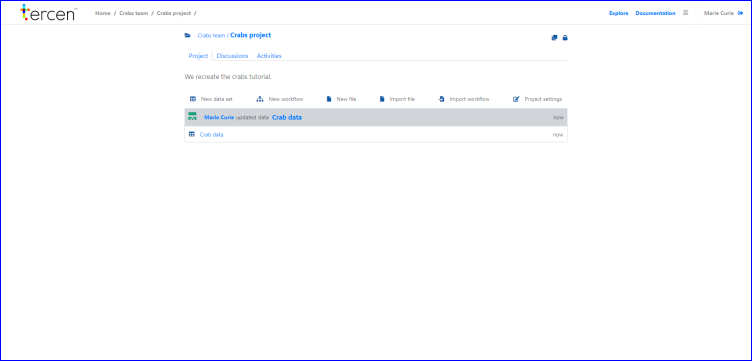 tercen
Home / Crabs team / Crabs project /
Explore Documentation Marie Curie
Crabs team / Crabs project
Project Discussions Activities
We recreate the crabs tutorial.
New data set New workflow New file Import file Import workflow Project settings
Marie Curie updated data Crab data now
Crab data now